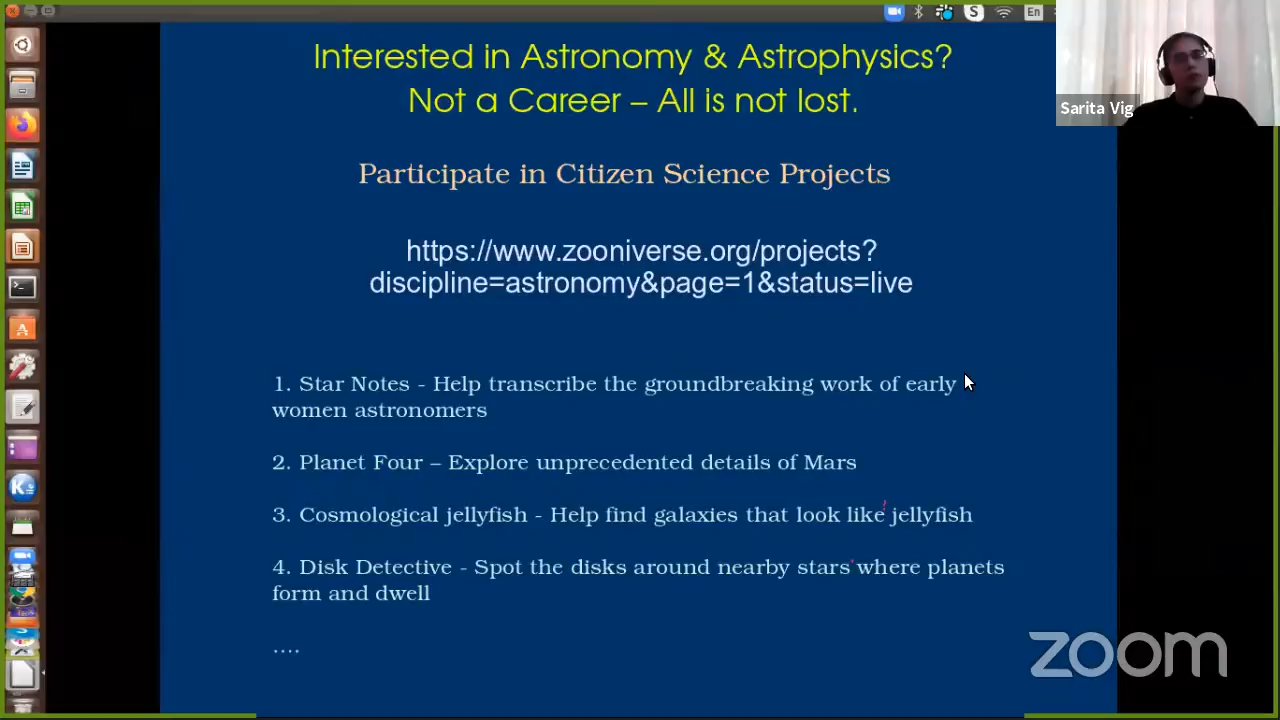 S
En
Interested in Astronomy & Astrophysics?
Not a Career – All is not lost.
Sarita Vig
Participate in Citizen Science Projects
https://www.zooniverse.org/projects?
discipline=astronomy&page=1&status=live
1. Star Notes - Help transcribe the groundbreaking work of early
women astronomers
2. Planet Four – Explore unprecedented details of Mars
3. Cosmological jellyfish - Help find galaxies that look like jellyfish
4. Disk Detective - Spot the disks around nearby stars where planets
form and dwell
....
zoom